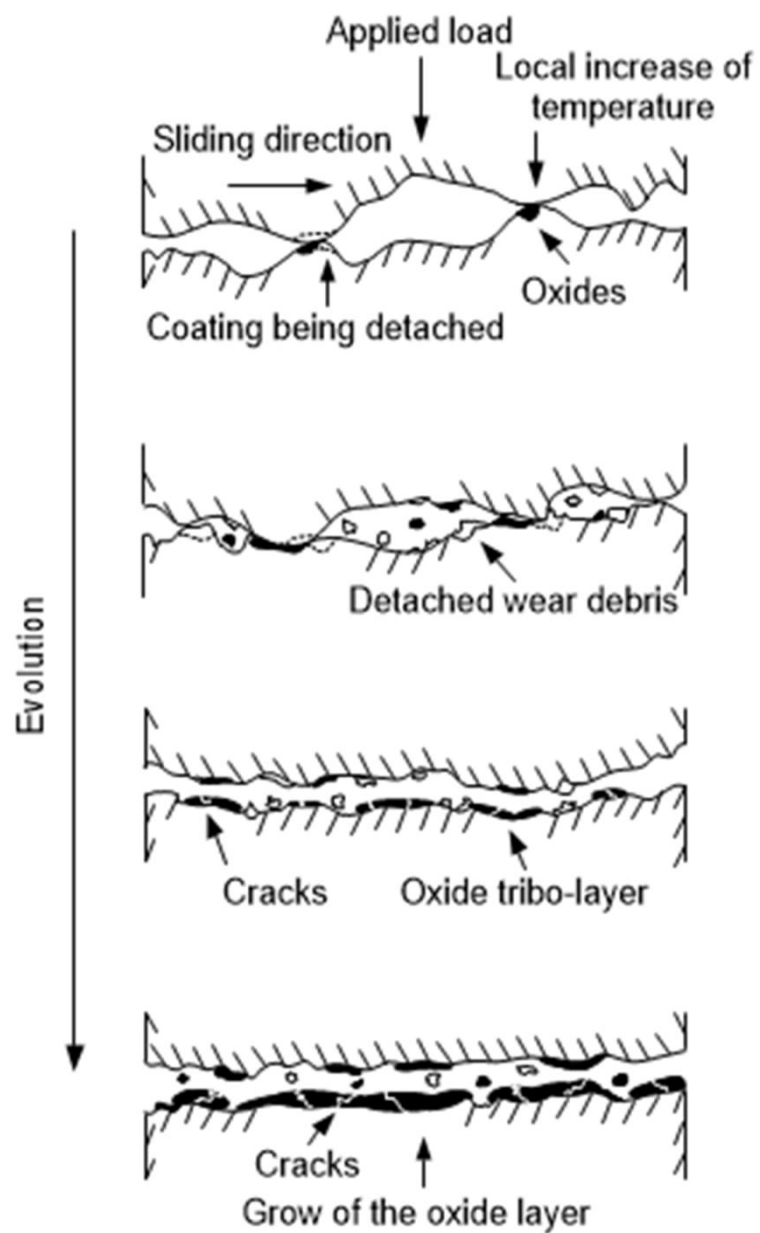 Applied load
Local increase of
temperature
Sliding direction
Oxides
Coating being detached
Detached wear debris
Evolution
Cracks
Oxide tribo-layer
Cracks
Grow of the oxide layer